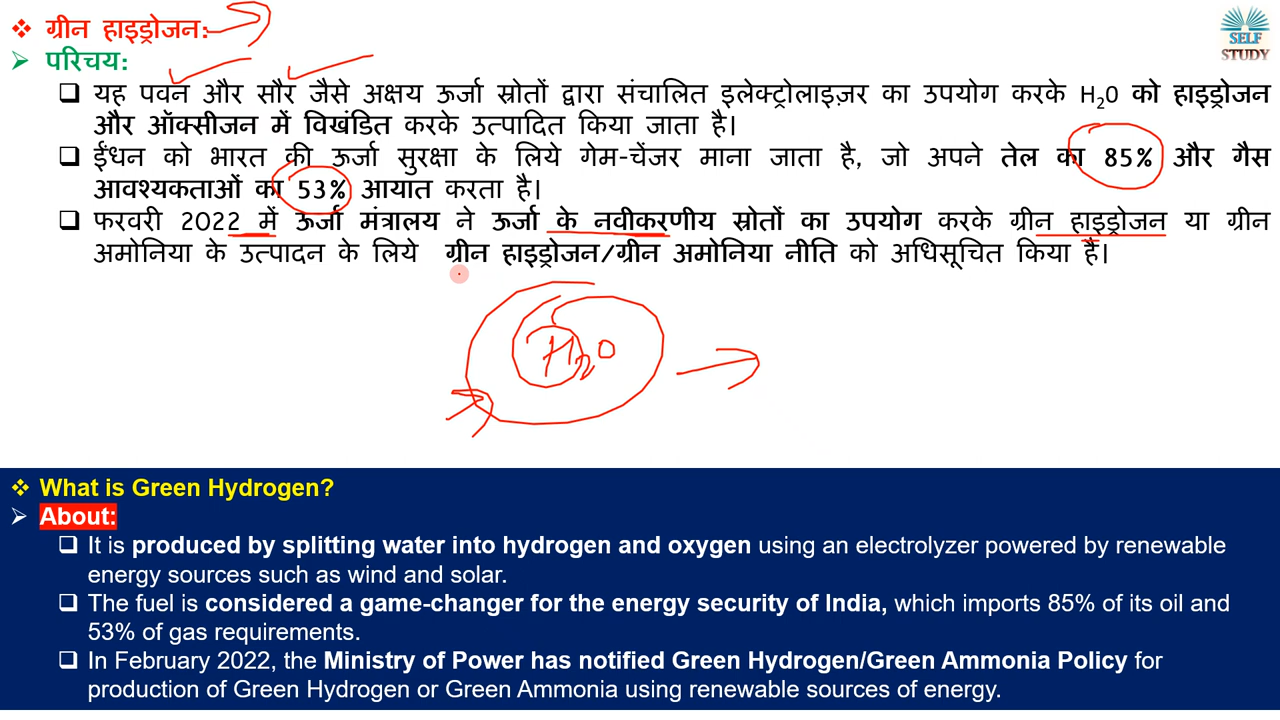 ❖ ग्रीन हाइड्रोजन:
SELF
STUDY
➢ परिचय:
❑ यह पवन और सौर जैसे अक्षय ऊर्जा स्रोतों द्वारा संचालित इलेक्ट्रोलाइज़र का उपयोग करके H₂0 को हाइड्रोजन
और ऑक्सीजन में विखंडित करके उत्पादित किया जाता है।
❑ ईंधन को भारत की ऊर्जा सुरक्षा के लिये गेम-चेंजर माना जाता है, जो अपने तेल का 85% और गैस
आवश्यकताओं का 53% आयात करता है।
❑ फरवरी 2022 में ऊर्जा मंत्रालय ने ऊर्जा के नवीकरणीय स्रोतों का उपयोग करके ग्रीन हाइड्रोजन या ग्रीन
अमोनिया के उत्पादन के लिये ग्रीन हाइड्रोजन/ग्रीन अमोनिया नीति को अधिसूचित किया है।
H₂O
❖ What is Green Hydrogen?
➢ About:
❑ It is produced by splitting water into hydrogen and oxygen using an electrolyzer powered by renewable
energy sources such as wind and solar.
❑ The fuel is considered a game-changer for the energy security of India, which imports 85% of its oil and
53% of gas requirements.
❑ In February 2022, the Ministry of Power has notified Green Hydrogen/Green Ammonia Policy for
production of Green Hydrogen or Green Ammonia using renewable sources of energy.